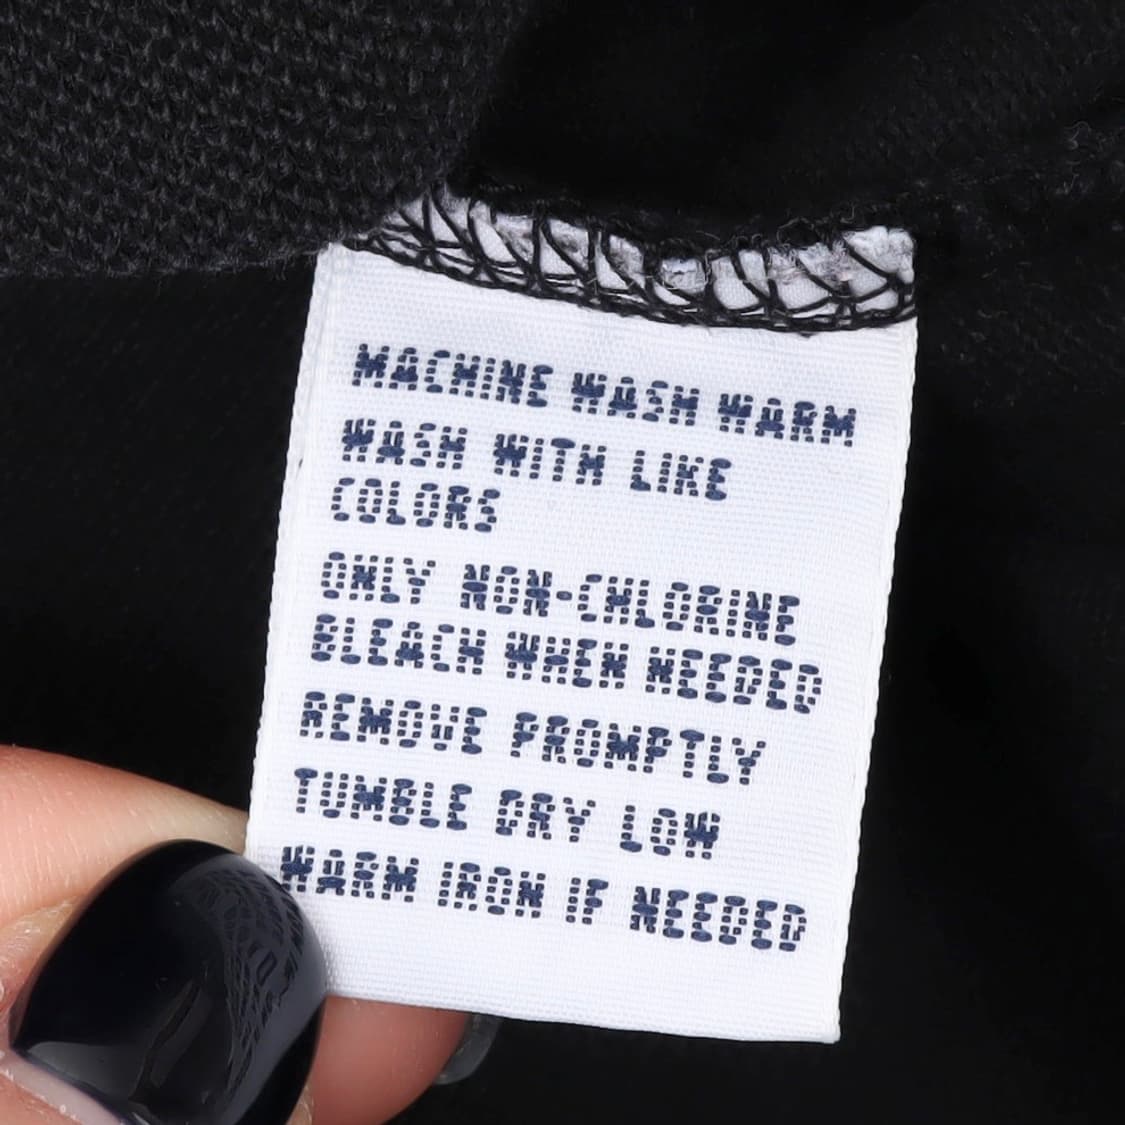 MACHINE WASH WARM
WASH WITH LIKE
COLORS
ONLY NON-CHLORINE
BLEACH WHEN NEEDED
REMOVE PROMPTLY
TUMBLE DRY LOW
WARM IRON IF NEEDED